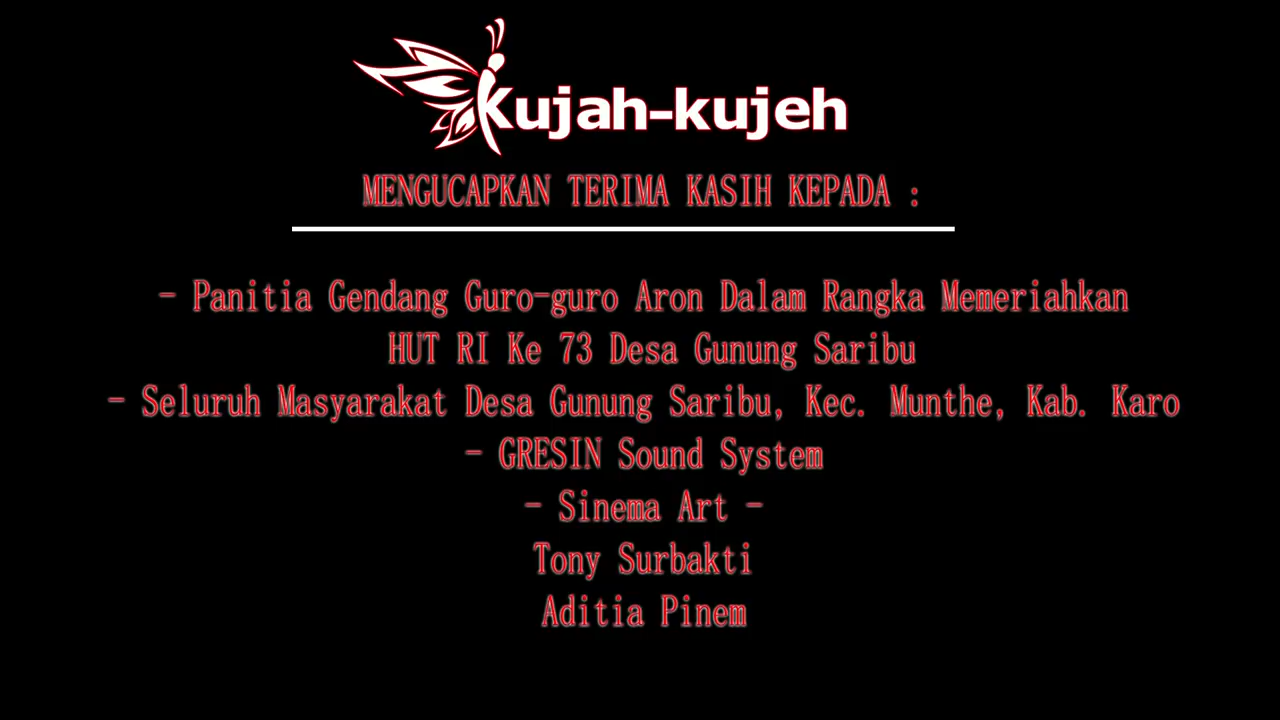 Kujah-kujeh
MENGUCAPKAN TERIMA KASIH KEPADA :
- Panitia Gendang Guro-guro Aron Dalam Rangka Memeriahkan
HUT RI Ke 73 Desa Gunung Saribu
- Seluruh Masyarakat Desa Gunung Saribu, Kec. Munthe, Kab. Karo
- GRESIN Sound System
- Sinema Art -
Tony Surbakti
Aditia Pinem